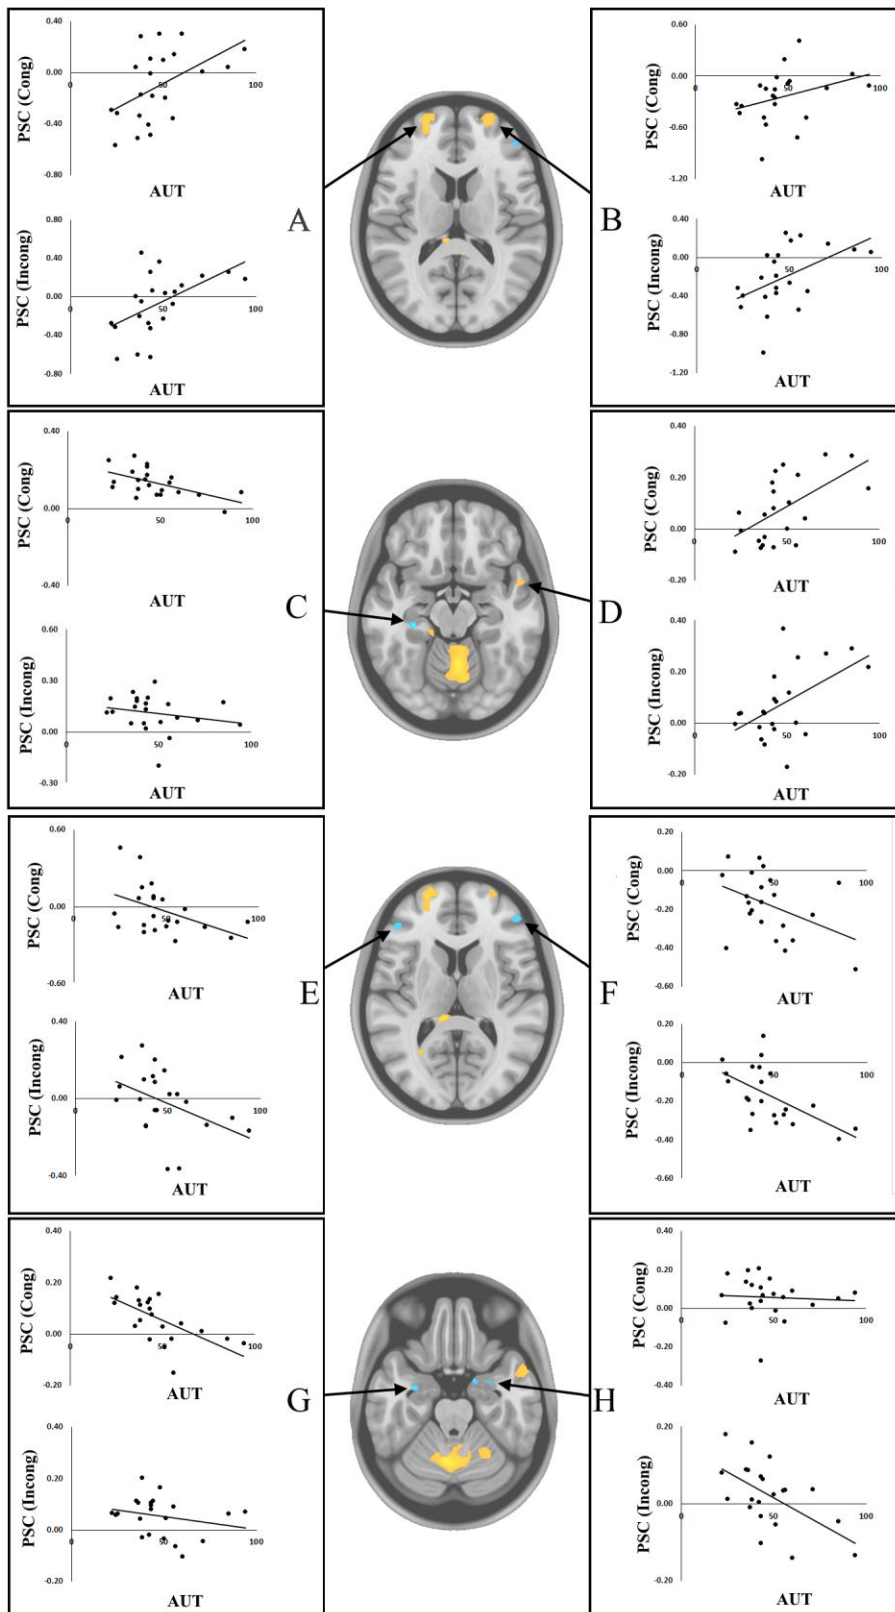 PSC (Cong)
0.40
0.00
0 50 100
-0.40
-0.80
AUT
PSC (Incong)
0.80
0.40
0.00
0 50 100
-0.40
-0.80
AUT
A
B
PSC (Cong)
0.60
0.00
0 50 100
-0.60
-1.20
AUT
PSC (Incong)
0.40
0.00
0 50 100
-0.40
-0.80
-1.20
AUT
PSC (Cong)
0.40
0.00
0 50 100
-0.40
AUT
PSC (Incong)
0.60
0.30
0.00
0 50 100
-0.30
AUT
C
D
PSC (Cong)
0.40
0.20
0.00
0 50 100
-0.20
AUT
PSC (Incong)
0.40
0.20
0.00
0 50 100
-0.20
AUT
PSC (Cong)
0.60
0.00
0 50 100
-0.60
AUT
PSC (Incong)
0.40
0.00
0 50 100
-0.40
AUT
E
F
PSC (Cong)
0.20
0.00
0 50 100
-0.20
-0.40
-0.60
AUT
PSC (Incong)
-0.20
-0.00
0 50 100
-0.20
-0.40
-0.60
AUT
PSC (Cong)
0.40
0.20
0.00
0 50 100
-0.20
AUT
PSC (Incong)
0.40
0.20
0.00
0 50 100
-0.20
AUT
G
H
PSC (Cong)
0.40
0.20
0.00
0 50 100
-0.20
-0.40
AUT
PSC (Incong)
0.20
0.10
0.00
0 50 100
-0.10
-0.20
AUT